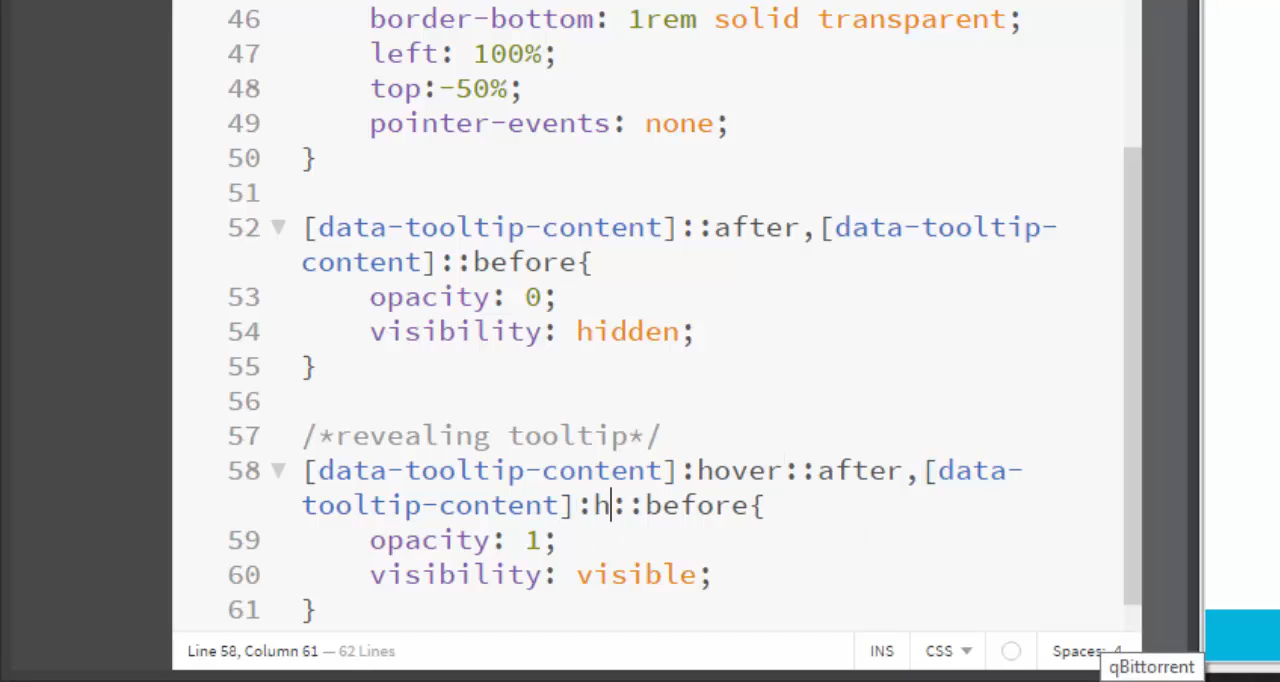 46 border-bottom: 1rem solid transparent;
47 left: 100%;
48 top:-50%;
49 pointer-events: none;
50 }
51
52 [data-tooltip-content]::after,[data-tooltip-
content]::before{
53 opacity: 0;
54 visibility: hidden;
55 }
56
57 /*revealing tooltip*/
58 [data-tooltip-content]:hover::after,[data-
tooltip-content]:h::before{
59 opacity: 1;
60 visibility: visible;
61 }
Line 58, Column 61 — 62 Lines INS CSS Spaces: 4
qBittorrent